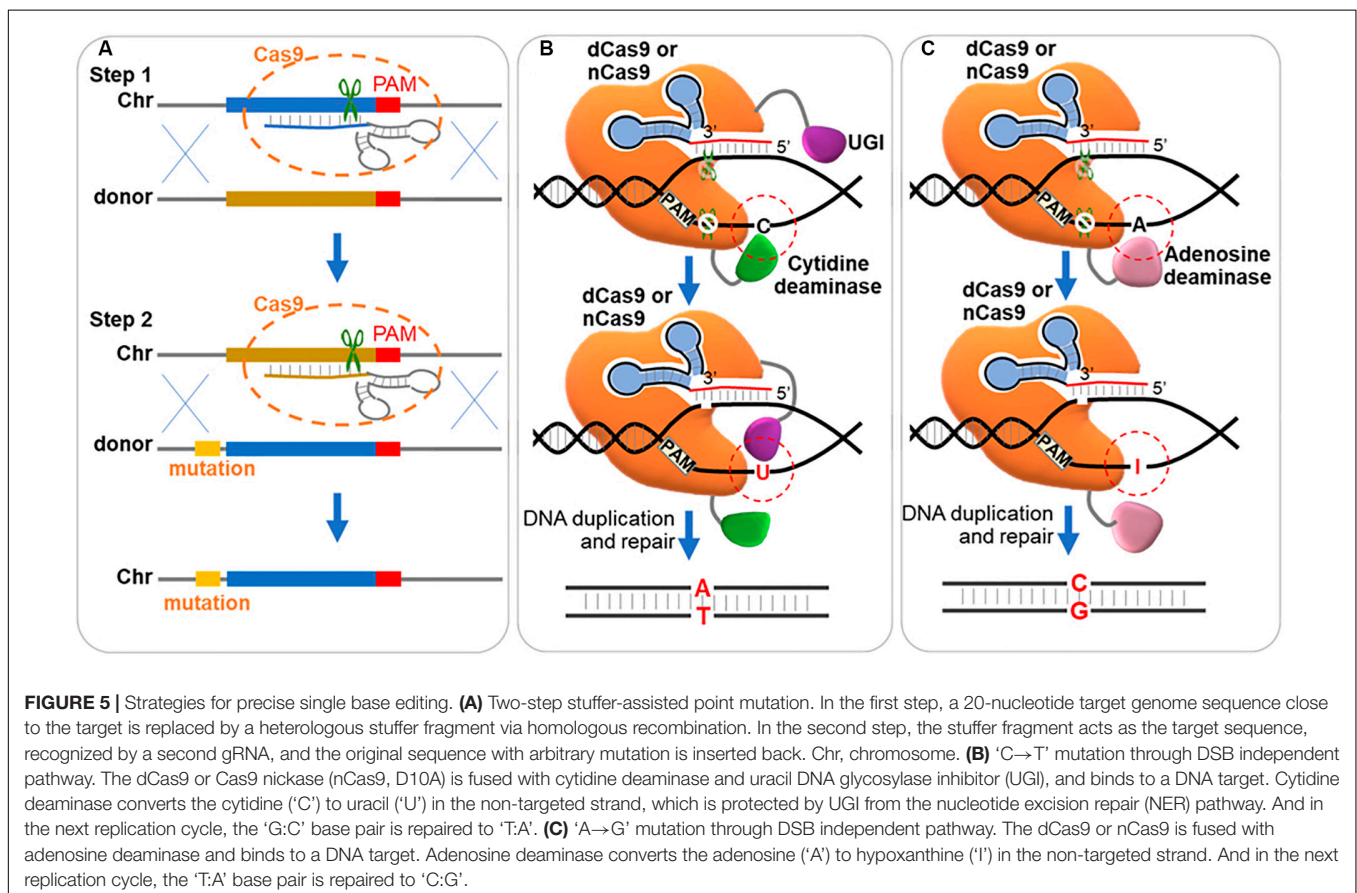 A
Cas9
Step 1
PAM
Chr
donor
Cas9
Step 2
PAM
Chr
donor
mutation
Chr
mutation
B
dCas9 or
nCas9
3'
5'
UGI
PAM
C
Cytidine
deaminase
dCas9 or
nCas9
3'
5'
PAM
U
DNA duplication
and repair
A
T
C
dCas9 or
nCas9
3'
5'
PAM
A
Adenosine
deaminase
dCas9 or
nCas9
3'
5'
PAM
I
DNA duplication
and repair
C
G
FIGURE 5 | Strategies for precise single base editing. (A) Two-step stuffer-assisted point mutation. In the first step, a 20-nucleotide target genome sequence close
to the target is replaced by a heterologous stuffer fragment via homologous recombination. In the second step, the stuffer fragment acts as the target sequence,
recognized by a second gRNA, and the original sequence with arbitrary mutation is inserted back. Chr, chromosome. (B) ‘C→T’ mutation through DSB independent
pathway. The dCas9 or Cas9 nickase (nCas9, D10A) is fused with cytidine deaminase and uracil DNA glycosylase inhibitor (UGI), and binds to a DNA target. Cytidine
deaminase converts the cytidine (‘C’) to uracil (‘U’) in the non-targeted strand, which is protected by UGI from the nucleotide excision repair (NER) pathway. And in
the next replication cycle, the ‘G:C’ base pair is repaired to ‘T:A’. (C) ‘A→G’ mutation through DSB independent pathway. The dCas9 or nCas9 is fused with
adenosine deaminase and binds to a DNA target. Adenosine deaminase converts the adenosine (‘A’) to hypoxanthine (‘I’) in the non-targeted strand. And in the next
replication cycle, the ‘T:A’ base pair is repaired to ‘C:G’.